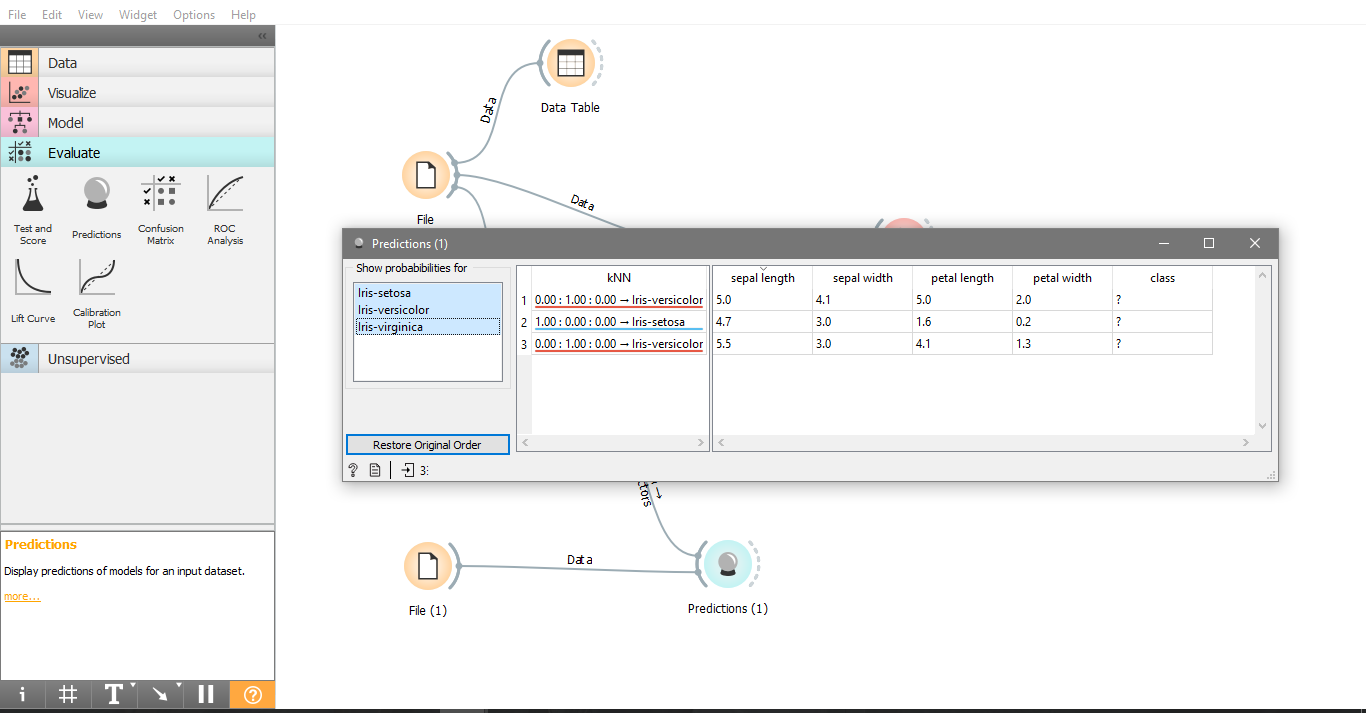 File Edit View Widget Options Help
«
Data
Visualize
Model
Evaluate
Test and Score
Predictions
Confusion Matrix
ROC Analysis
Lift Curve
Calibration Plot
Unsupervised
Predictions
Display predictions of models for an input dataset.
more...
Data Table
Data
File
Data
Predictions (1)
Show probabibilities for
Iris-setosa
Iris-versicolor
Iris-virginica
Restore Original Order
? 3
kNN sepal length sepal width petal length petal width class
1 0.00 : 1.00 : 0.00 → Iris-versicolor 5.0 4.1 5.0 2.0 ?
2 1.00 : 0.00 : 0.00 → Iris-setosa 4.7 3.0 1.6 0.2 ?
3 0.00 : 1.00 : 0.00 → Iris-versicolor 5.5 3.0 4.1 1.3 ?
Data
File (1)
Predictions (1)
i # T ?